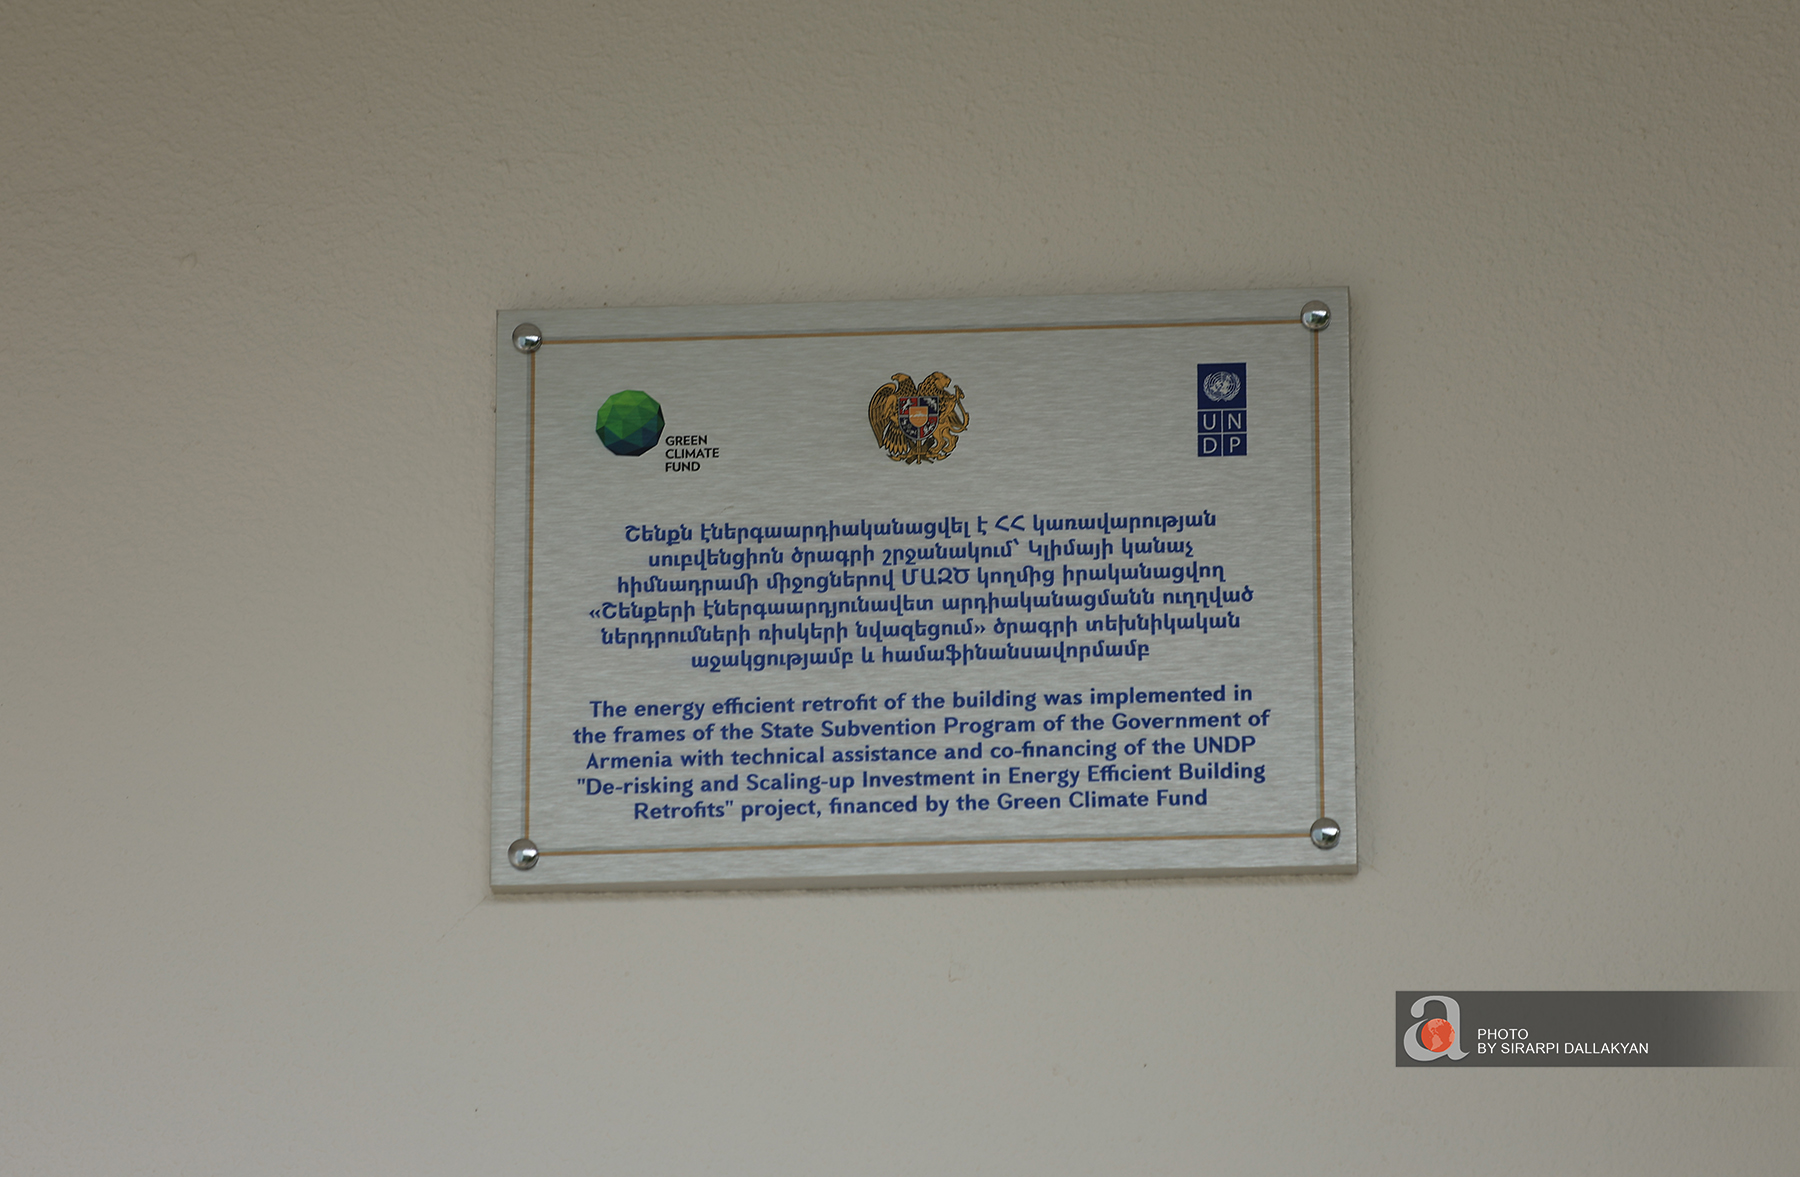 GREEN
CLIMATE
FUND
U N
D P
Շենքն էներգաարդիականացվել է ՀՀ կառավարության
սուբվենցիոն ծրագրի շրջանակում՝ Կլիմայի կանաչ
հիմնադրամի միջոցներով ՄԱԶԾ կողմից իրականացվող
«Շենքերի էներգաարդյունավետ արդիականացմանն ուղղված
ներդրումների ռիսկերի նվազեցում» ծրագրի տեխնիկական
աջակցությամբ և համաֆինանսավորմամբ
The energy efficient retrofit of the building was implemented in
the frames of the State Subvention Program of the Government of
Armenia with technical assistance and co-financing of the UNDP
"De-risking and Scaling-up Investment in Energy Efficient Building
Retrofits" project, financed by the Green Climate Fund
a
PHOTO
BY SIRARPI DALLAKYAN